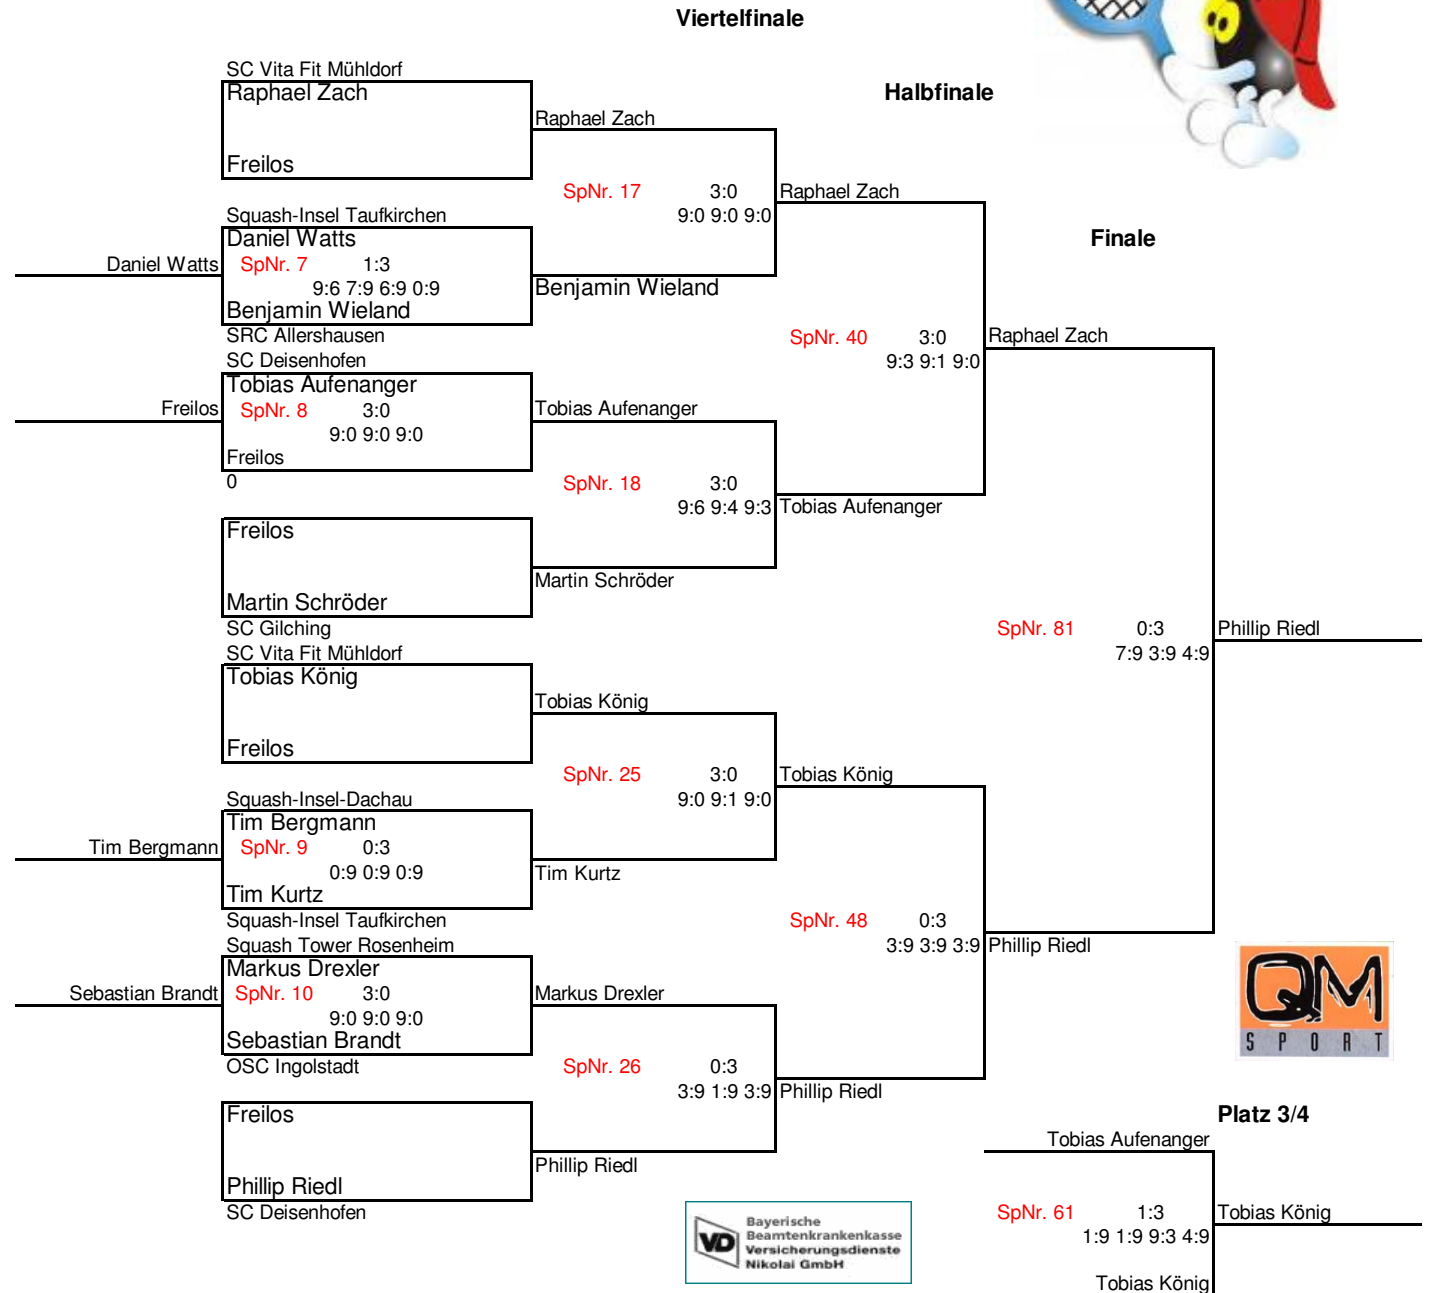 Viertelfinale
SC Vita Fit Mühldorf
Raphael Zach
Halbfinale
Raphael Zach
Freilos
SpNr. 17 3:0 Raphael Zach
9:0 9:0 9:0
Squash-Insel Taufkirchen
Daniel Watts
Finale
Daniel Watts SpNr. 7 1:3
9:6 7:9 6:9 0:9
Benjamin Wieland
Benjamin Wieland
SRC Allershausen
SpNr. 40 3:0 Raphael Zach
9:3 9:1 9:0
SC Deisenhofen
Tobias Aufenanger
Freilos SpNr. 8 3:0 Tobias Aufenanger
9:0 9:0 9:0
Freilos
0
SpNr. 18 3:0
9:6 9:4 9:3 Tobias Aufenanger
Freilos
Martin Schröder
Martin Schröder
SC Gilching
SpNr. 81 0:3 Phillip Riedl
7:9 3:9 4:9
SC Vita Fit Mühldorf
Tobias König
Tobias König
Freilos
SpNr. 25 3:0 Tobias König
9:0 9:1 9:0
Squash-Insel-Dachau
Tim Bergmann
Tim Bergmann SpNr. 9 0:3
0:9 0:9 0:9
Tim Kurtz
Tim Kurtz
Squash-Insel Taufkirchen
SpNr. 48 0:3
3:9 3:9 3:9 Phillip Riedl
Squash Tower Rosenheim
Markus Drexler
Sebastian Brandt SpNr. 10 3:0 Markus Drexler
9:0 9:0 9:0
Sebastian Brandt
OSC Ingolstadt
QM
SPORT
SpNr. 26 0:3
3:9 1:9 3:9 Phillip Riedl
Freilos
Platz 3/4
Tobias Aufenanger
Phillip Riedl
Phillip Riedl
SC Deisenhofen
SpNr. 61 1:3 Tobias König
1:9 1:9 9:3 4:9
Tobias König
VD
Bayerische
Beamtenkrankenkasse
Versicherungsdienste
Nikolai GmbH